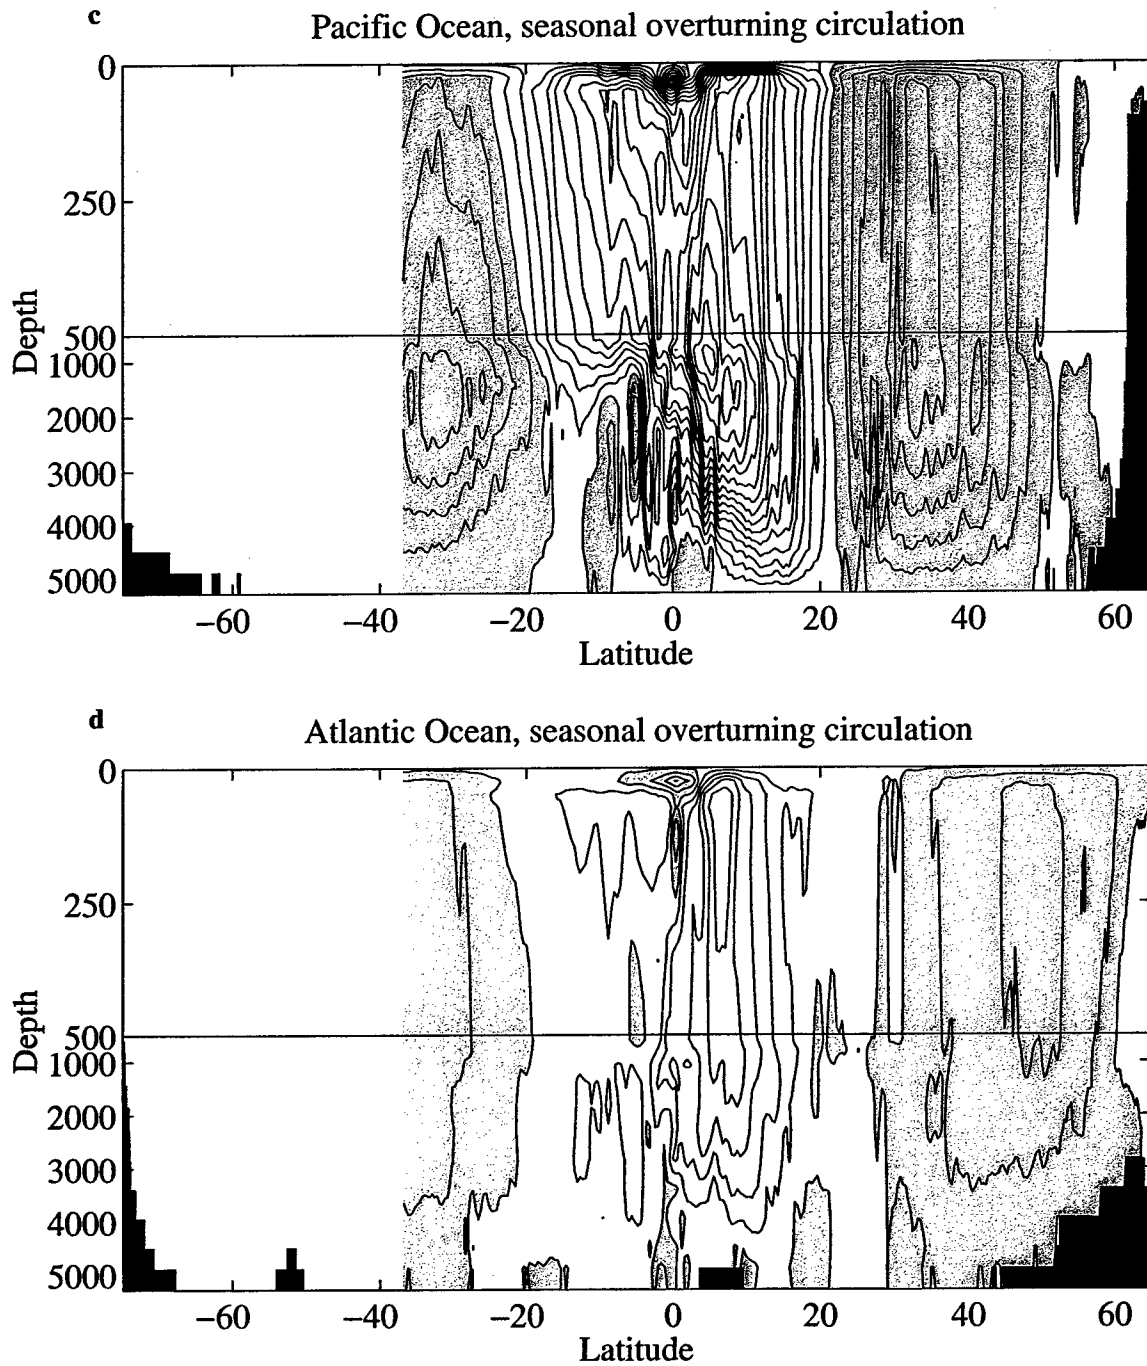 c
Pacific Ocean, seasonal overturning circulation
0
250
500
1000
2000
3000
4000
5000
Depth
−60 −40 −20 0 20 40 60
Latitude
d
Atlantic Ocean, seasonal overturning circulation
0
250
500
1000
2000
3000
4000
5000
Depth
−60 −40 −20 0 20 40 60
Latitude